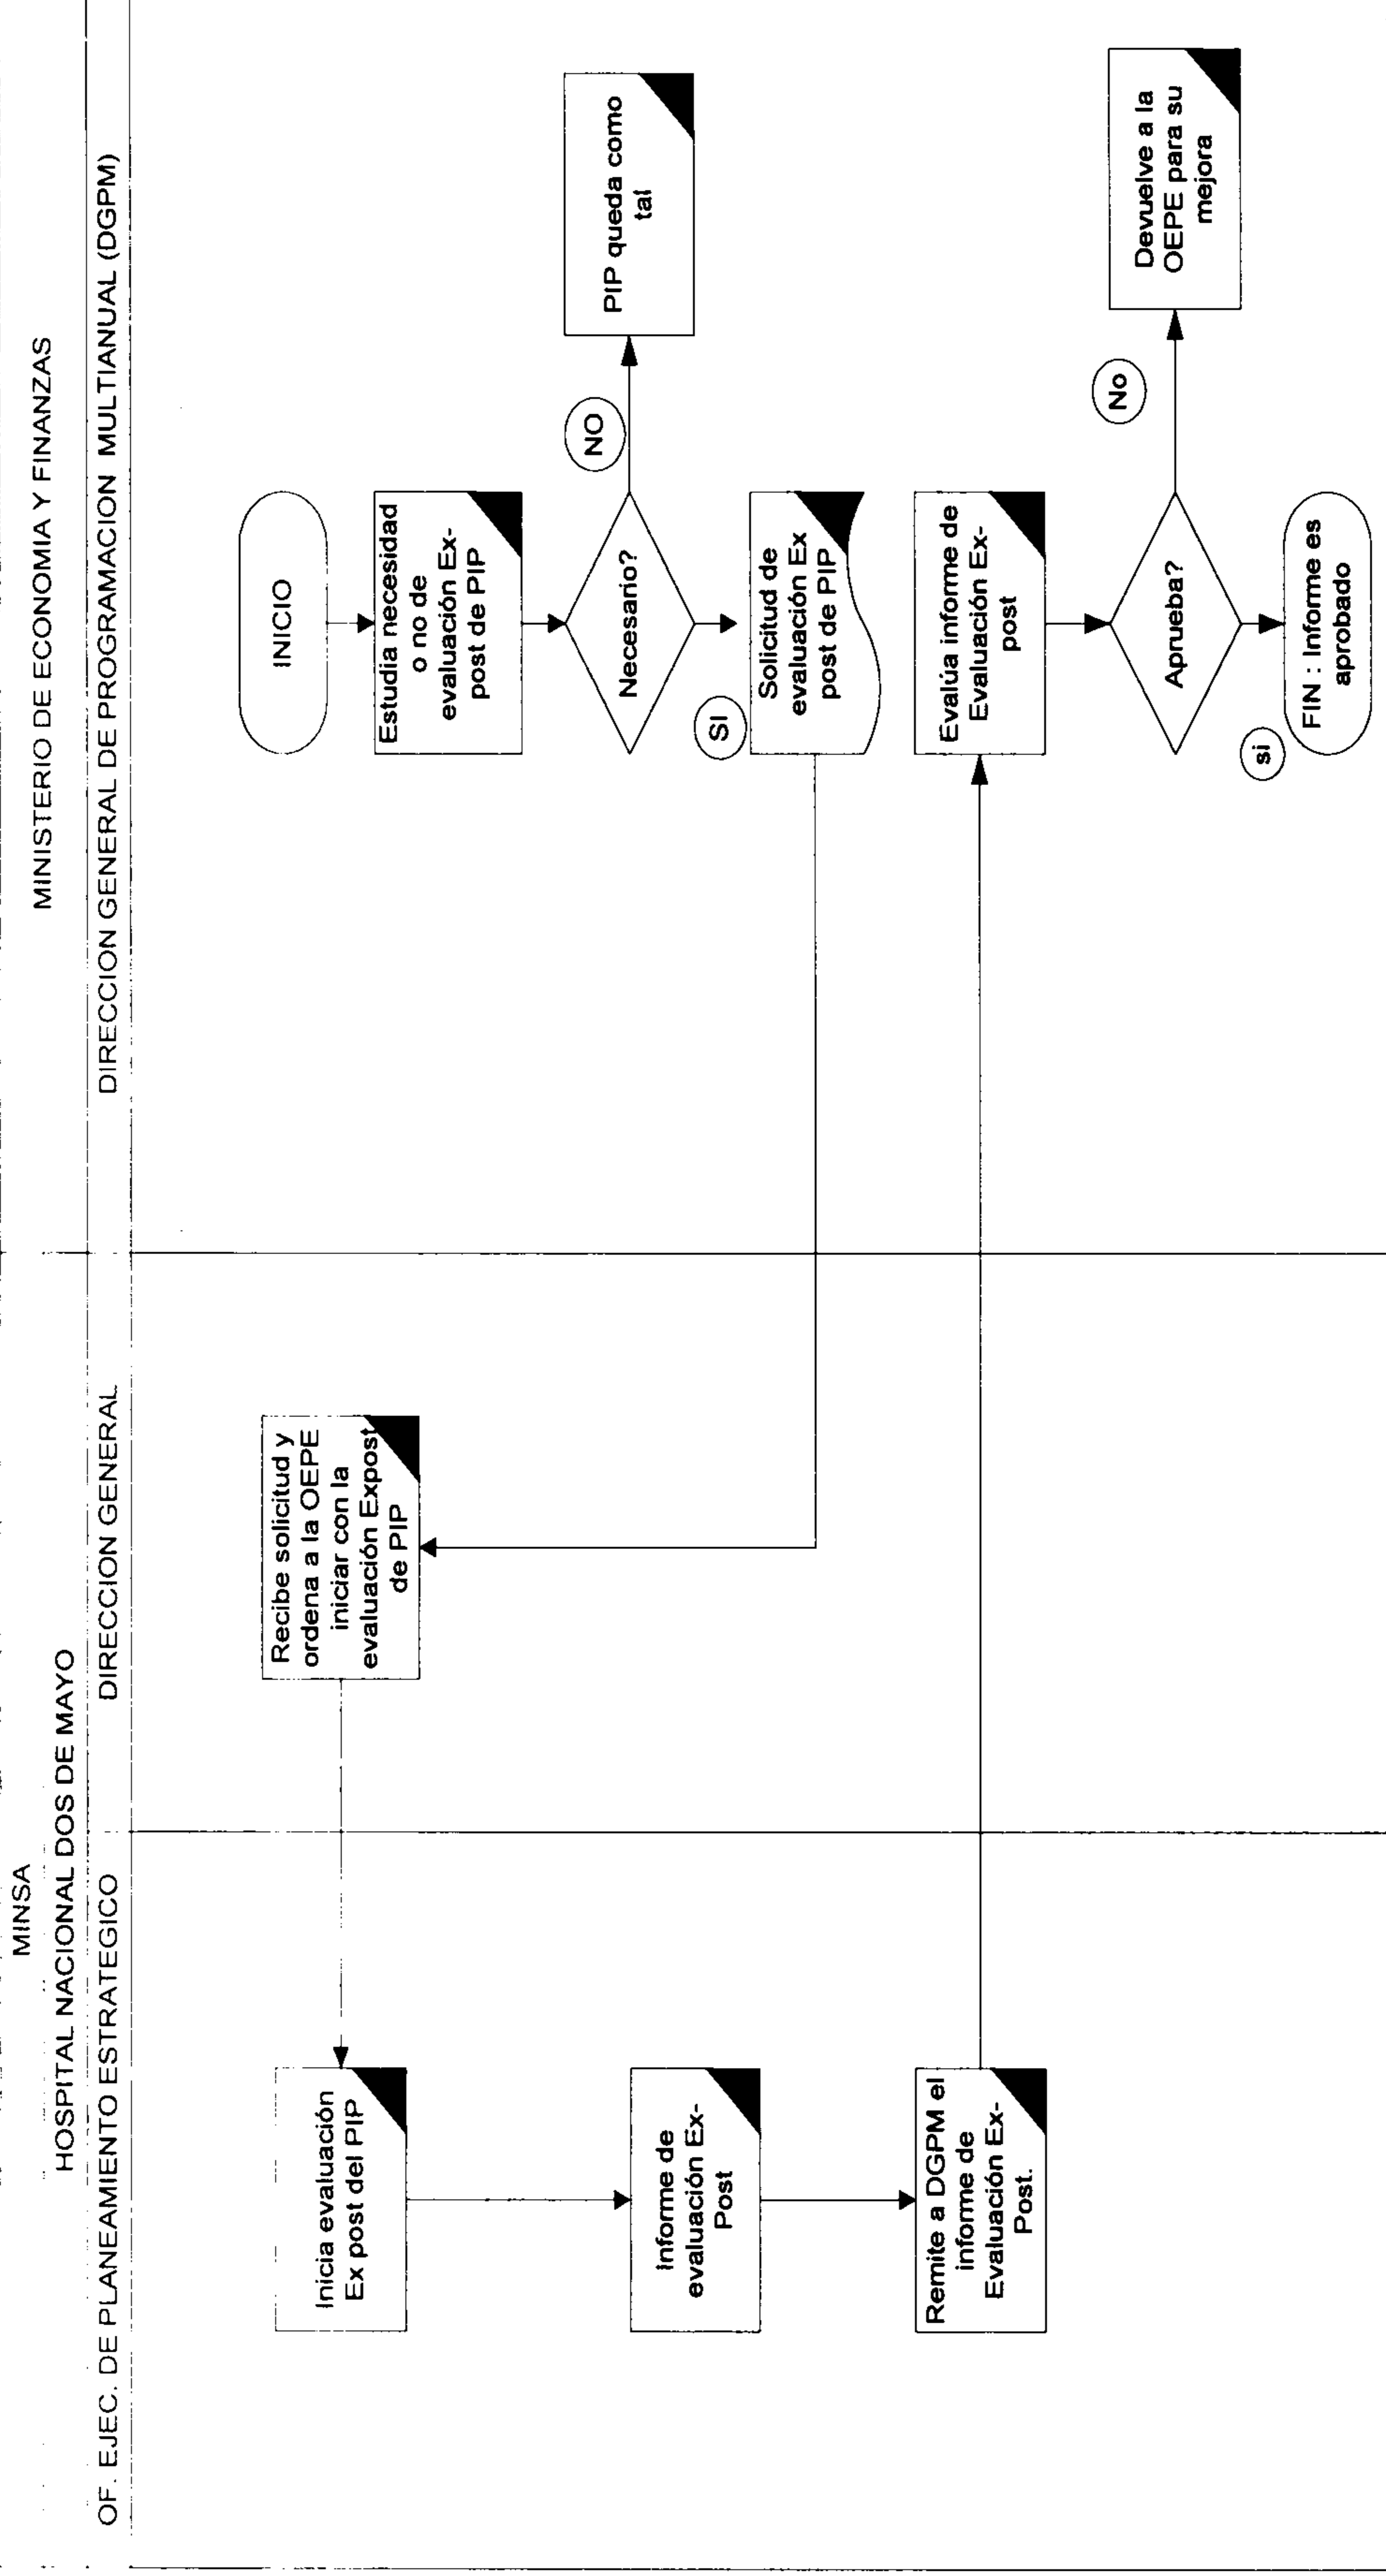 MINSA
HOSPITAL NACIONAL DOS DE MAYO
MINISTERIO DE ECONOMIA Y FINANZAS
OF. EJEC. DE PLANEAMIENTO ESTRATEGICO
DIRECCION GENERAL
DIRECCION GENERAL DE PROGRAMACION MULTIANUAL (DGPM)
INICIO
Estudia necesidad
o no de
evaluación Ex-
post de PIP
Necesario?
NO
PIP queda como
tal
SI
Solicitud de
evaluación Ex
post de PIP
Recibe solicitud y
ordena a la OEPE
iniciar con la
evaluación Expost
de PIP
Inicia evaluación
Ex post del PIP
Informe de
evaluación Ex-
Post
Remite a DGPM el
informe de
Evaluación Ex-
Post.
Evalúa informe de
Evaluación Ex-
post
Aprueba?
No
Devuelve a la
OEPE para su
mejora
si
FIN : Informe es
aprobado